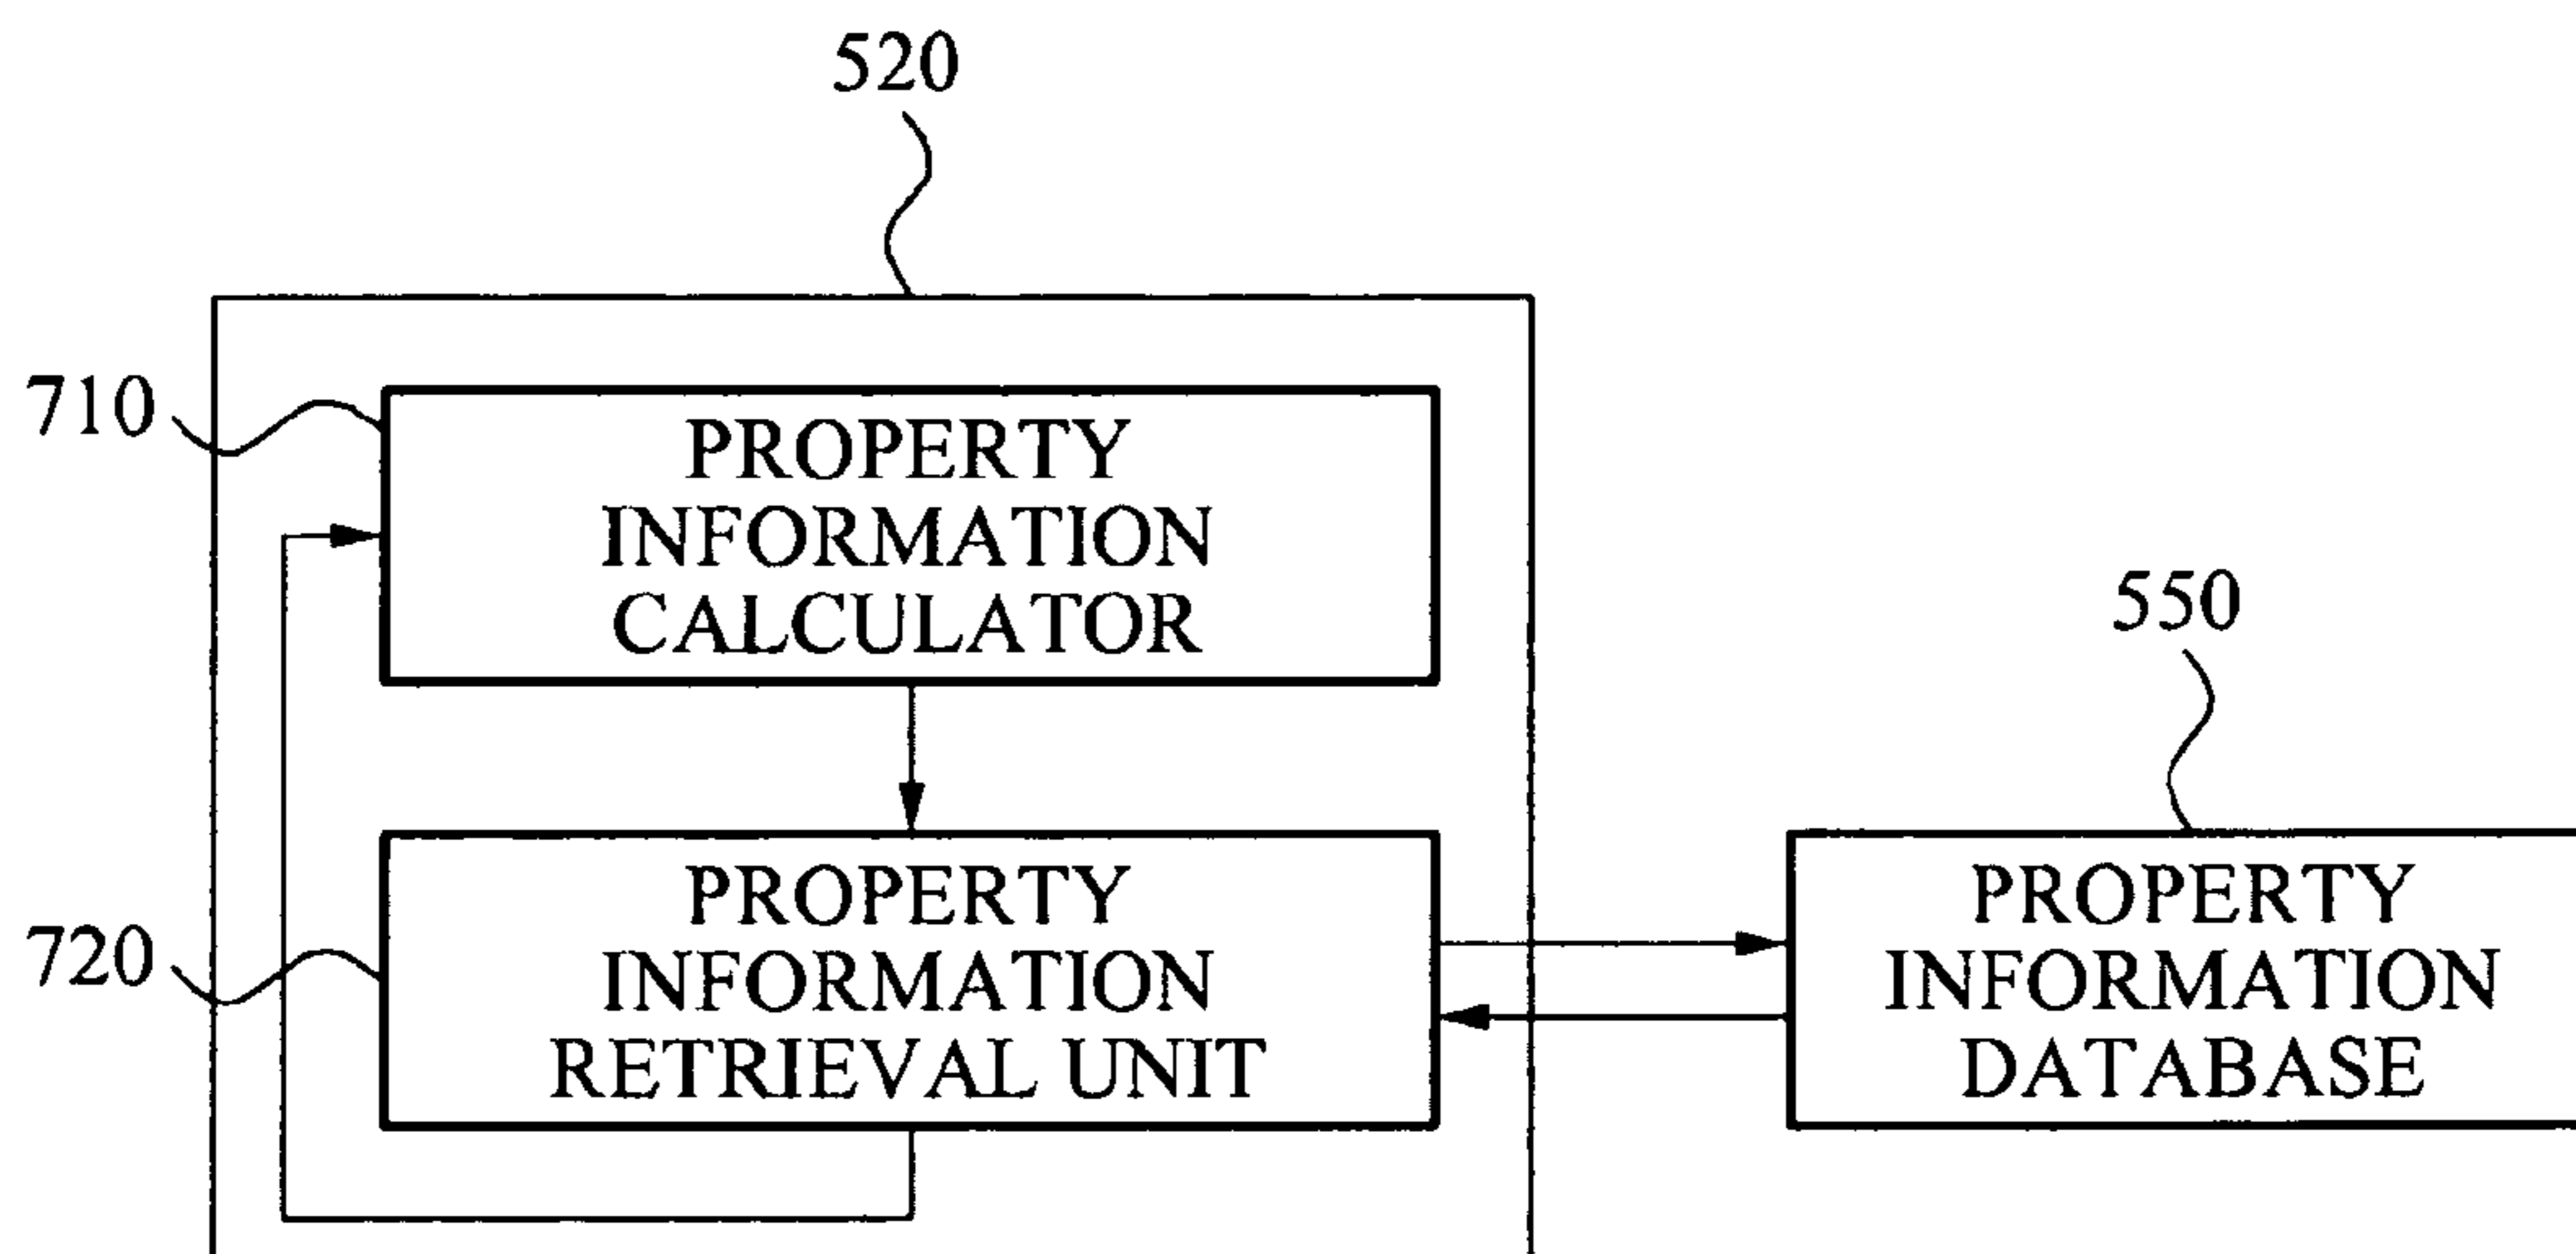 520
710
PROPERTY
INFORMATION
CALCULATOR
550
720
PROPERTY
INFORMATION
RETRIEVAL UNIT
PROPERTY
INFORMATION
DATABASE